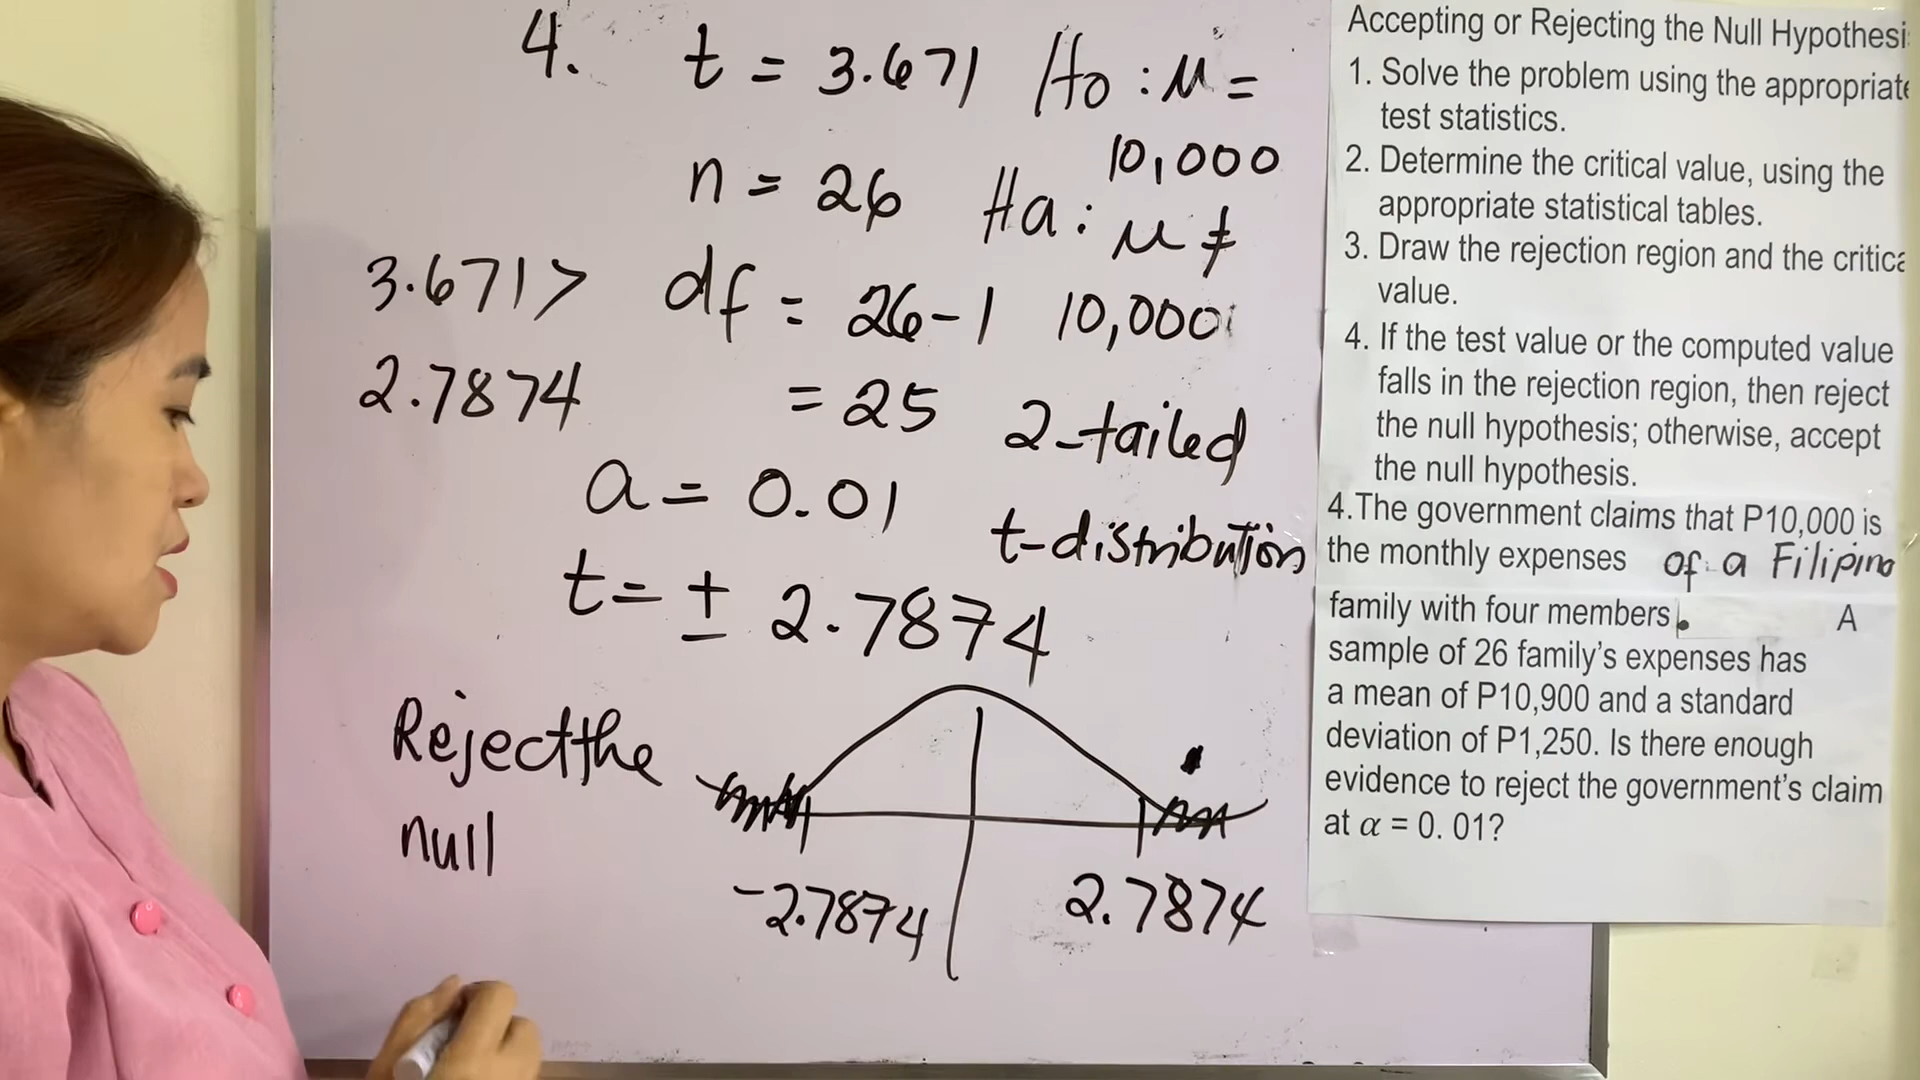 4. t = 3.671 Ho : μ =
10,000
n = 26 Ha : μ ≠
3.671 > df = 26-1 10,000
2.7874 = 25 2-tailed
a = 0.01
t-distribution
t = ± 2.7874
Reject the
null
-2.7874 2.7874
Accepting or Rejecting the Null Hypothesi
1. Solve the problem using the appropriate
test statistics.
2. Determine the critical value, using the
appropriate statistical tables.
3. Draw the rejection region and the critica
value.
4. If the test value or the computed value
falls in the rejection region, then reject
the null hypothesis; otherwise, accept
the null hypothesis.
4.The government claims that P10,000 is
the monthly expenses of a Filipino
family with four members. A
sample of 26 family's expenses has
a mean of P10,900 and a standard
deviation of P1,250. Is there enough
evidence to reject the government's claim
at α = 0. 01?